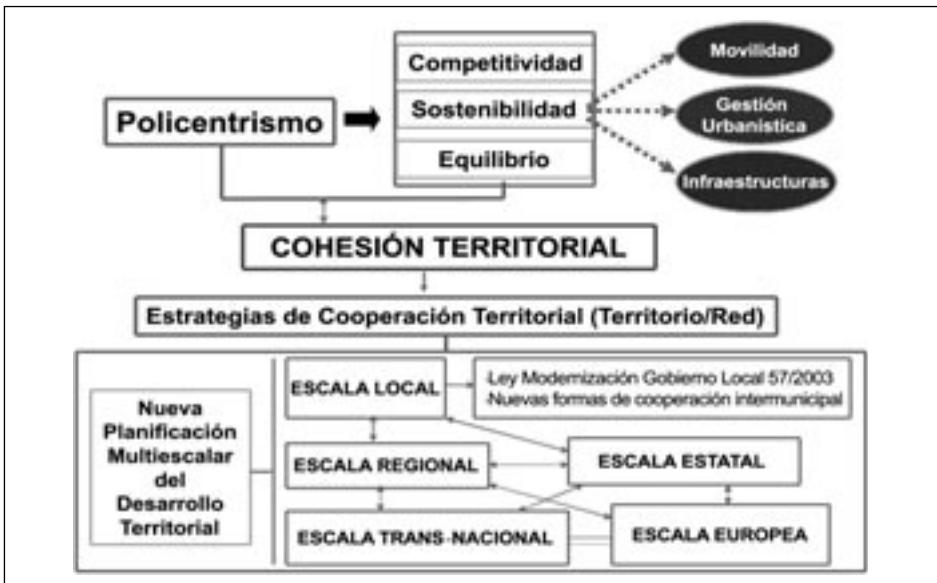 Policentrismo
Competitividad
Sostenibilidad
Equilibrio
Movilidad
Gestión
Urbanistica
Infraestructuras
COHESIÓN TERRITORIAL
Estrategias de Cooperación Territorial (Territorio/Red)
Nueva
Planificación
Multiescalar
del
Desarrollo
Territorial
ESCALA LOCAL
-Ley Modernización Gobierno Local 57/2003
-Nuevas formas de cooperación intermunicipal
ESCALA REGIONAL
ESCALA ESTATAL
ESCALA TRANS-NACIONAL
ESCALA EUROPEA